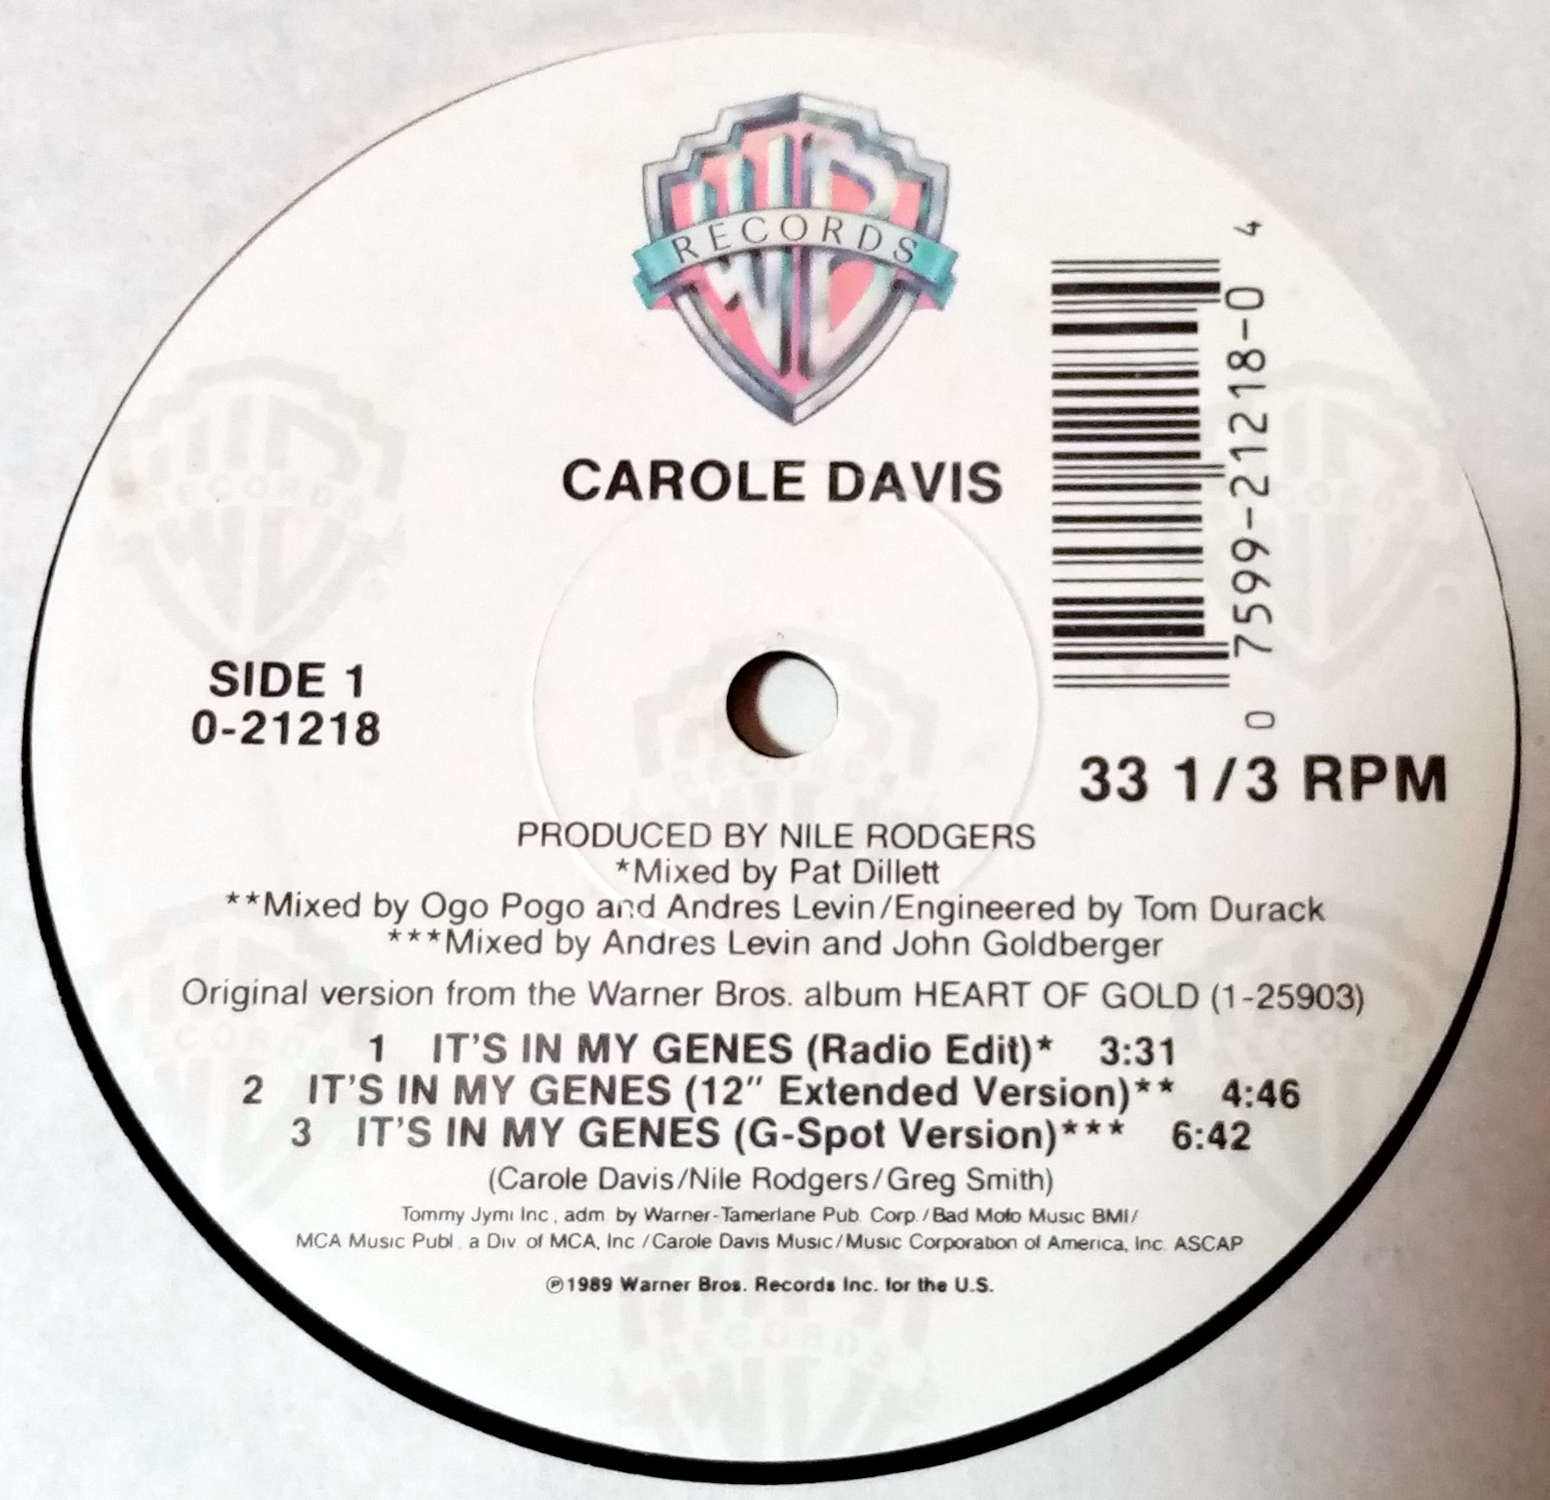 RECORDS
CAROLE DAVIS
0 7599-21218-0 4
SIDE 1
0-21218
33 1/3 RPM
PRODUCED BY NILE RODGERS
*Mixed by Pat Dillett
**Mixed by Ogo Pogo and Andres Levin/Engineered by Tom Durack
***Mixed by Andres Levin and John Goldberger
Original version from the Warner Bros. album HEART OF GOLD (1-25903)
1 IT'S IN MY GENES (Radio Edit)* 3:31
2 IT'S IN MY GENES (12" Extended Version)** 4:46
3 IT'S IN MY GENES (G-Spot Version)*** 6:42
(Carole Davis/Nile Rodgers/Greg Smith)
Tommy Jymi Inc., adm. by Warner-Tamerlane Pub. Corp./Bad Mofo Music BMI/
MCA Music Publ. a Div. of MCA, Inc./Carole Davis Music/Music Corporation of America, Inc. ASCAP
℗1989 Warner Bros. Records Inc. for the U.S.